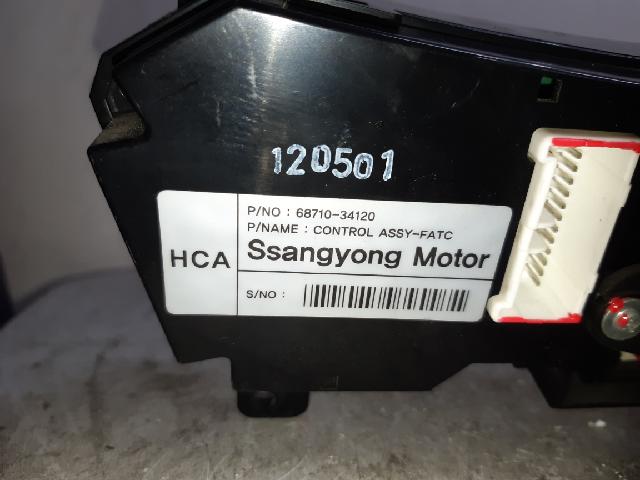 120501
P/NO : 68710-34120
P/NAME : CONTROL ASSY-FATC
HCA
Ssangyong Motor
S/NO :